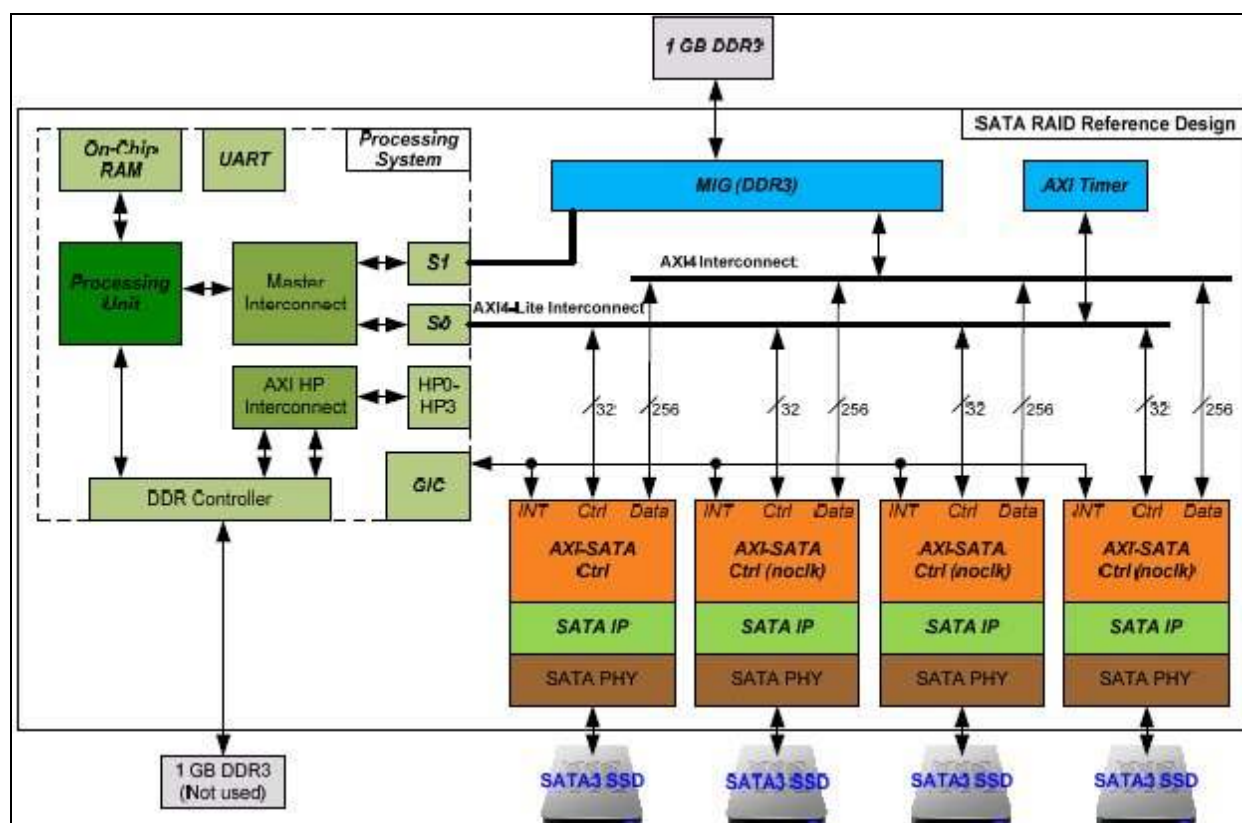 1 GB DDR3
SATA RAID Reference Design
Processing
System
On-Chip
RAM
UART
MIG (DDR3)
AXI Timer
Processing
Unit
Master
Interconnect
S1
S0
AXI4 Interconnect
AXI4-Lite Interconnect
AXI HP
Interconnect
HP0-
HP3
32
256
32
256
32
256
32
256
GIC
DDR Controller
INT Ctrl Data
AXI-SATA
Ctrl
SATA IP
SATA PHY
SATA3 SSD
INT Ctrl Data
AXI-SATA
Ctrl (noclk)
SATA IP
SATA PHY
SATA3 SSD
INT Ctrl Data
AXI-SATA
Ctrl (noclk)
SATA IP
SATA PHY
SATA3 SSD
INT Ctrl Data
AXI-SATA
Ctrl (noclk)
SATA IP
SATA PHY
SATA3 SSD
1 GB DDR3
(Not used)